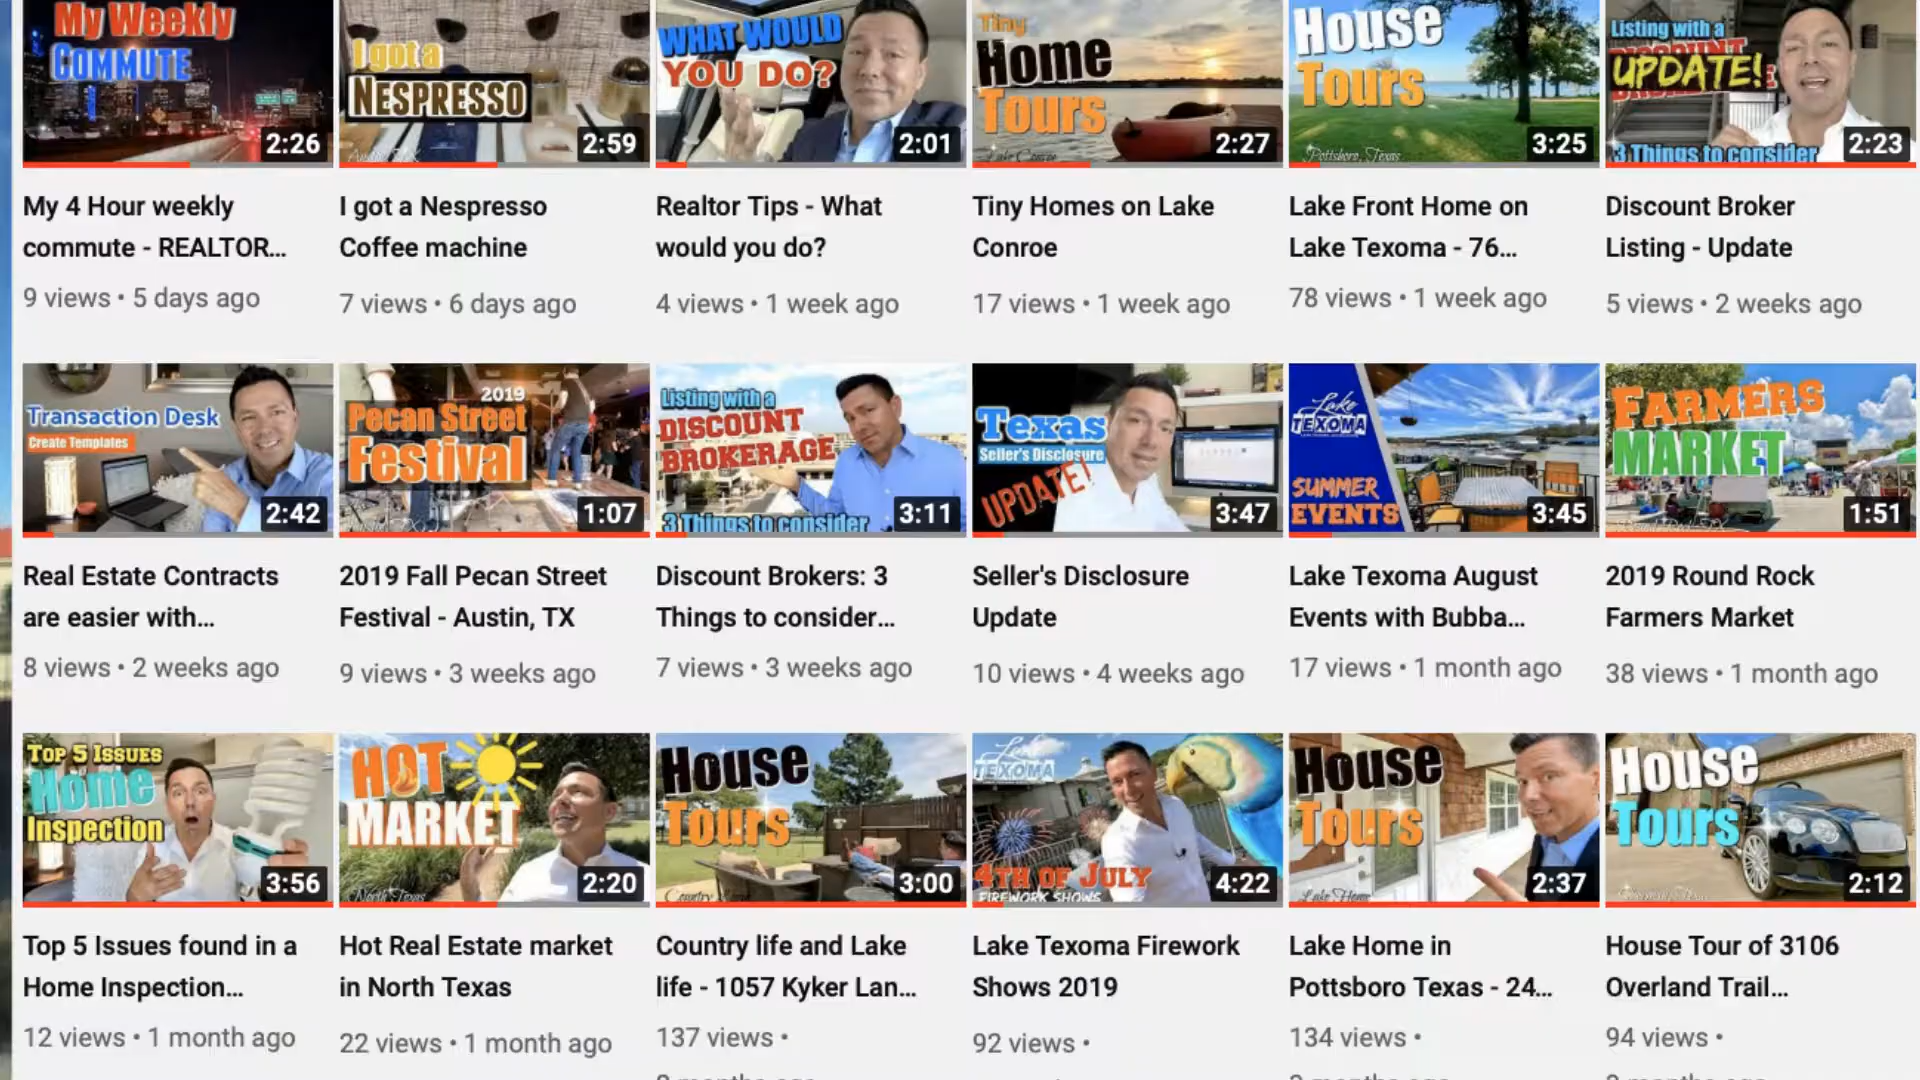 My Weekly
COMMUTE
2:26
My 4 Hour weekly
commute - REALTOR...
9 views • 5 days ago
I got a
NESPRESSO
2:59
I got a Nespresso
Coffee machine
7 views • 6 days ago
WHAT WOULD
YOU DO?
2:01
Realtor Tips - What
would you do?
4 views • 1 week ago
Tiny
Home
Tours
Lake Conroe
2:27
Tiny Homes on Lake
Conroe
17 views • 1 week ago
House
Tours
Pottsboro, Texas
3:25
Lake Front Home on
Lake Texoma - 76...
78 views • 1 week ago
Listing with a
DISCOUNT
UPDATE!
3 Things to consider
2:23
Discount Broker
Listing - Update
5 views • 2 weeks ago
Transaction Desk
Create Templates
2:42
Real Estate Contracts
are easier with...
8 views • 2 weeks ago
2019
Pecan Street
Festival
1:07
2019 Fall Pecan Street
Festival - Austin, TX
9 views • 3 weeks ago
Listing with a
DISCOUNT
BROKERAGE
3 Things to consider
3:11
Discount Brokers: 3
Things to consider...
7 views • 3 weeks ago
Texas
Seller's Disclosure
UPDATE!
3:47
Seller's Disclosure
Update
10 views • 4 weeks ago
Lake
TEXOMA
SUMMER
EVENTS
3:45
Lake Texoma August
Events with Bubba...
17 views • 1 month ago
FARMERS
MARKET
Round Rock, TX
1:51
2019 Round Rock
Farmers Market
38 views • 1 month ago
TOP 5 ISSUES
Home
Inspection
3:56
Top 5 Issues found in a
Home Inspection...
12 views • 1 month ago
HOT
MARKET
North Texas
2:20
Hot Real Estate market
in North Texas
22 views • 1 month ago
House
Tours
Country
3:00
Country life and Lake
life - 1057 Kyker Lan...
137 views •
Lake
TEXOMA
4TH OF JULY
FIREWORK SHOWS
4:22
Lake Texoma Firework
Shows 2019
92 views •
House
Tours
Lake Home
2:37
Lake Home in
Pottsboro Texas - 24...
134 views •
House
Tours
2:12
House Tour of 3106
Overland Trail...
94 views •